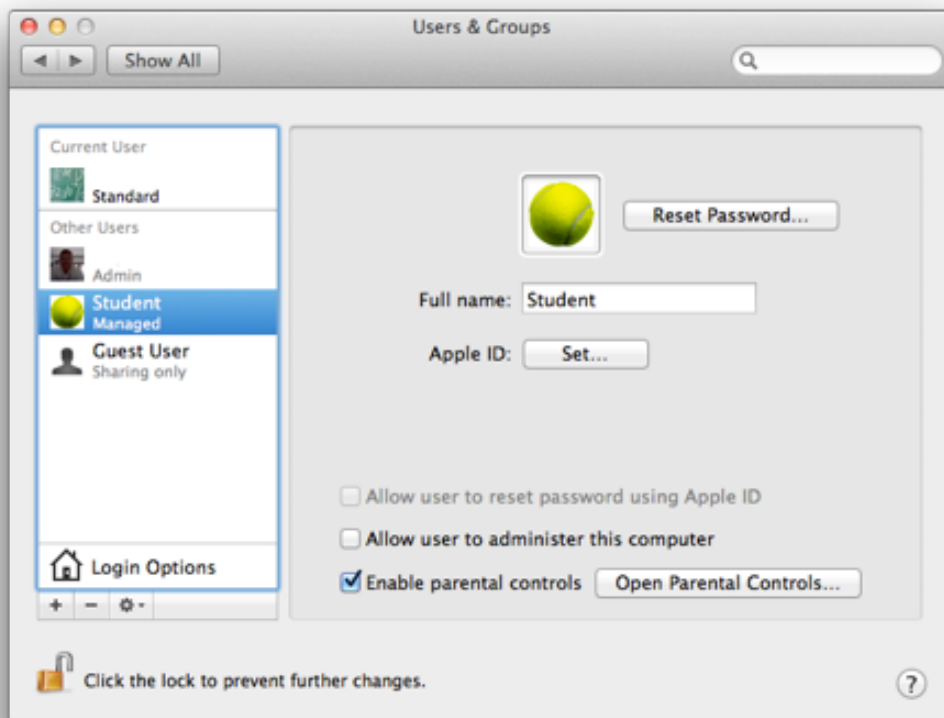 Users & Groups
Show All
Current User
Standard
Other Users
Admin
Student
Managed
Guest User
Sharing only
Login Options
Reset Password...
Full name: Student
Apple ID: Set...
Allow user to reset password using Apple ID
Allow user to administer this computer
Enable parental controls Open Parental Controls...
Click the lock to prevent further changes.
?